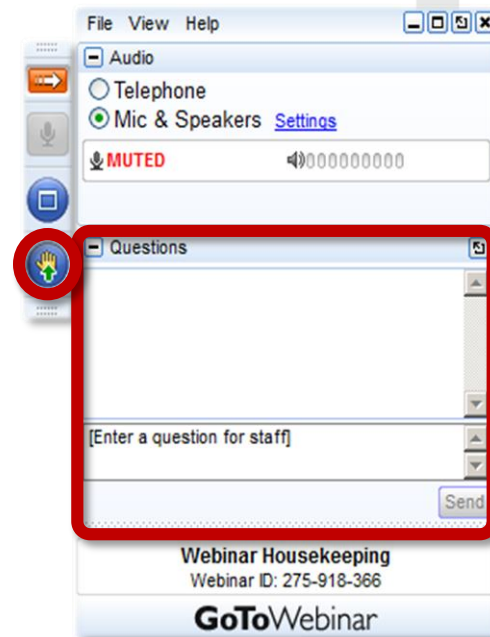 File View Help
Audio
Telephone
Mic & Speakers Settings
MUTED 000000000
Questions
[Enter a question for staff]
Send
Webinar Housekeeping
Webinar ID: 275-918-366
GoToWebinar